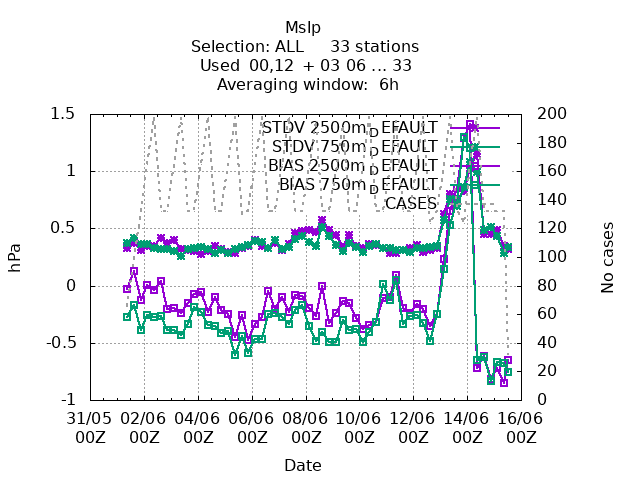 Mslp
Selection: ALL 33 stations
Used 00,12 + 03 06 ... 33
Averaging window: 6h
STDV 2500m_DEFAULT
STDV 750m_DEFAULT
BIAS 2500m_DEFAULT
BIAS 750m_DEFAULT
CASES
1.5
1
0.5
0
-0.5
-1
hPa
200
180
160
140
120
100
80
60
40
20
0
No cases
31/05 02/06 04/06 06/06 08/06 10/06 12/06 14/06 16/06
00Z 00Z 00Z 00Z 00Z 00Z 00Z 00Z 00Z
Date